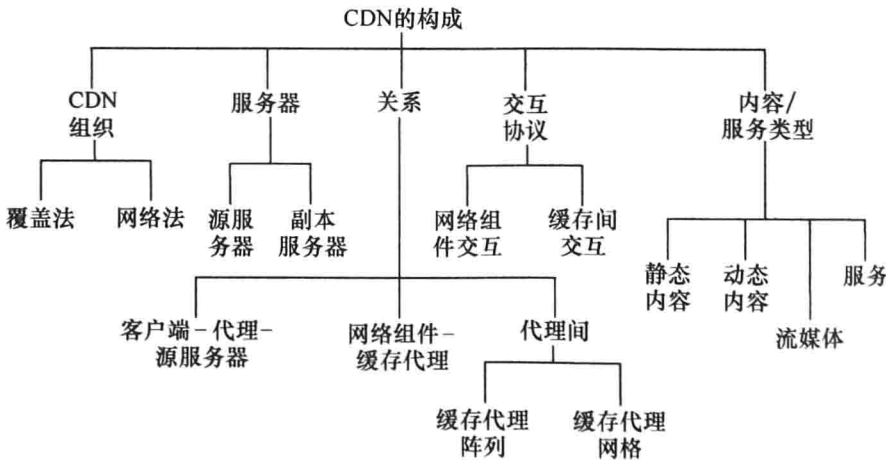 CDN的构成
CDN
组织
服务器
关系
交互
协议
内容/
服务类型
覆盖法
网络法
源服
务器
副本
服务器
网络组
件交互
缓存间
交互
静态
内容
动态
内容
流媒体
服务
客户端-代理-
源服务器
网络组件-
缓存代理
代理间
缓存代理
阵列
缓存代理
网格